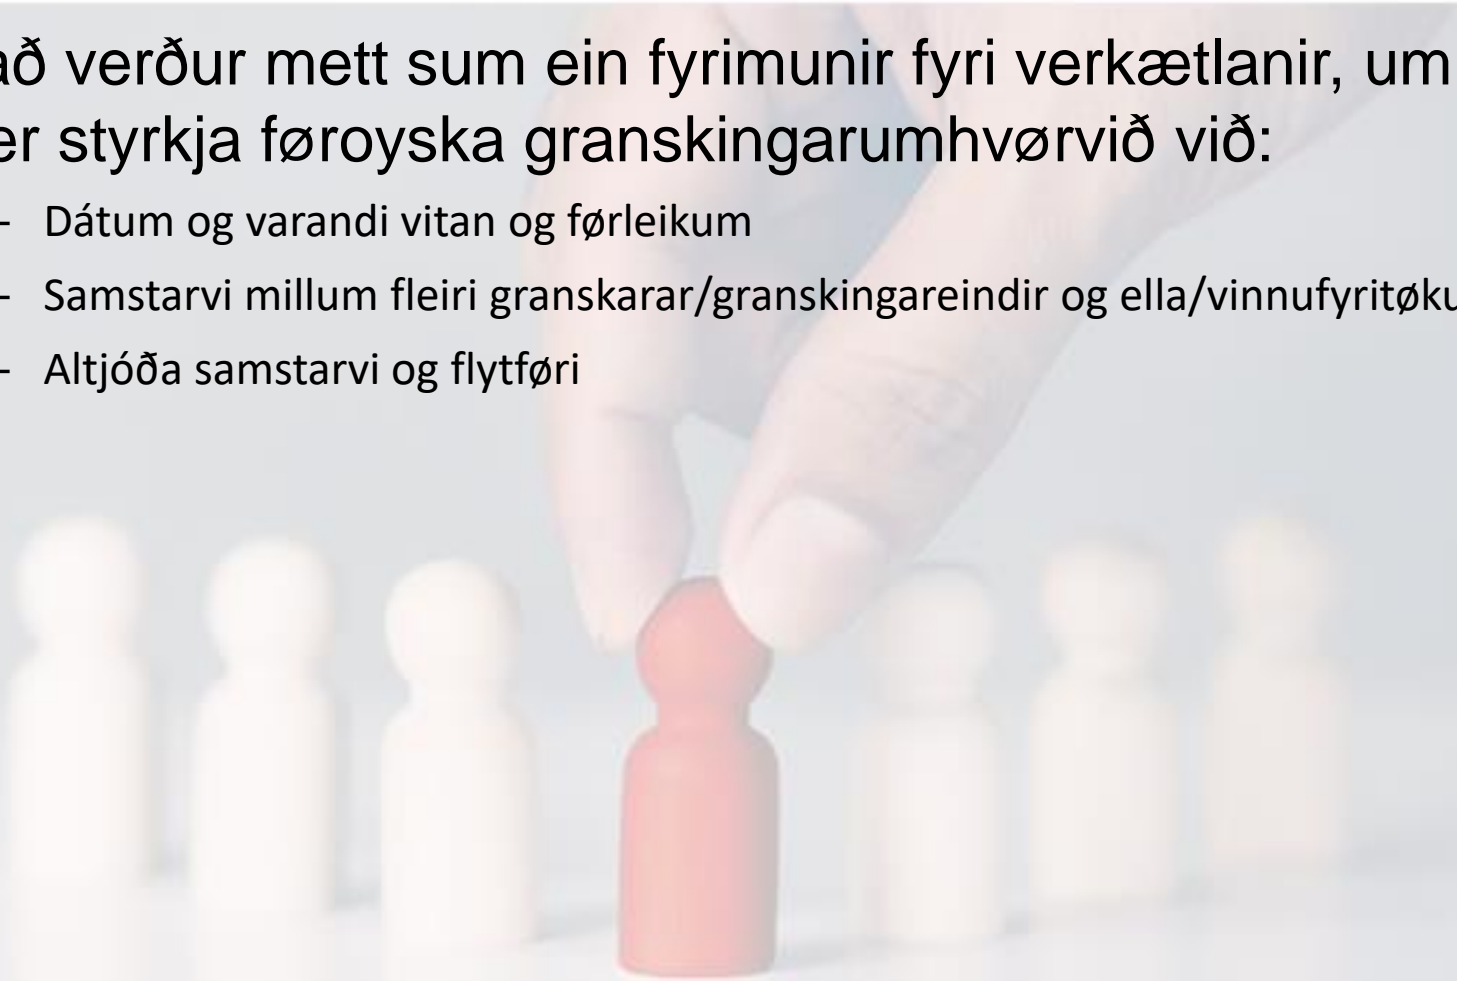 að verður mett sum ein fyrimunir fyri verkætlanir, um
er styrkja føroyska granskingarumhvørvið við:
- Dátum og varandi vitan og førleikum
- Samstarvi millum fleiri granskarar/granskingareindir og ella/vinnufyritøku
- Altjóða samstarvi og flytføri